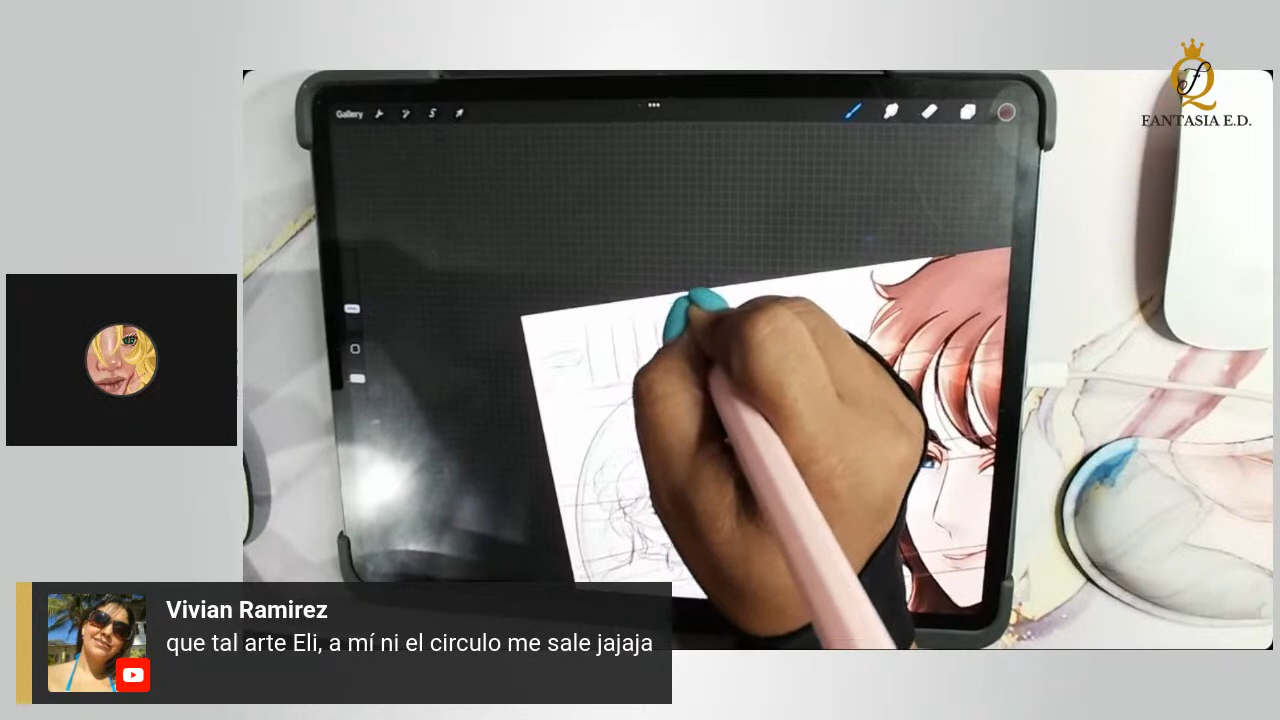 FANTASIA E.D.
Gallery
Vivian Ramirez
que tal arte Eli, a mí ni el circulo me sale jajaja